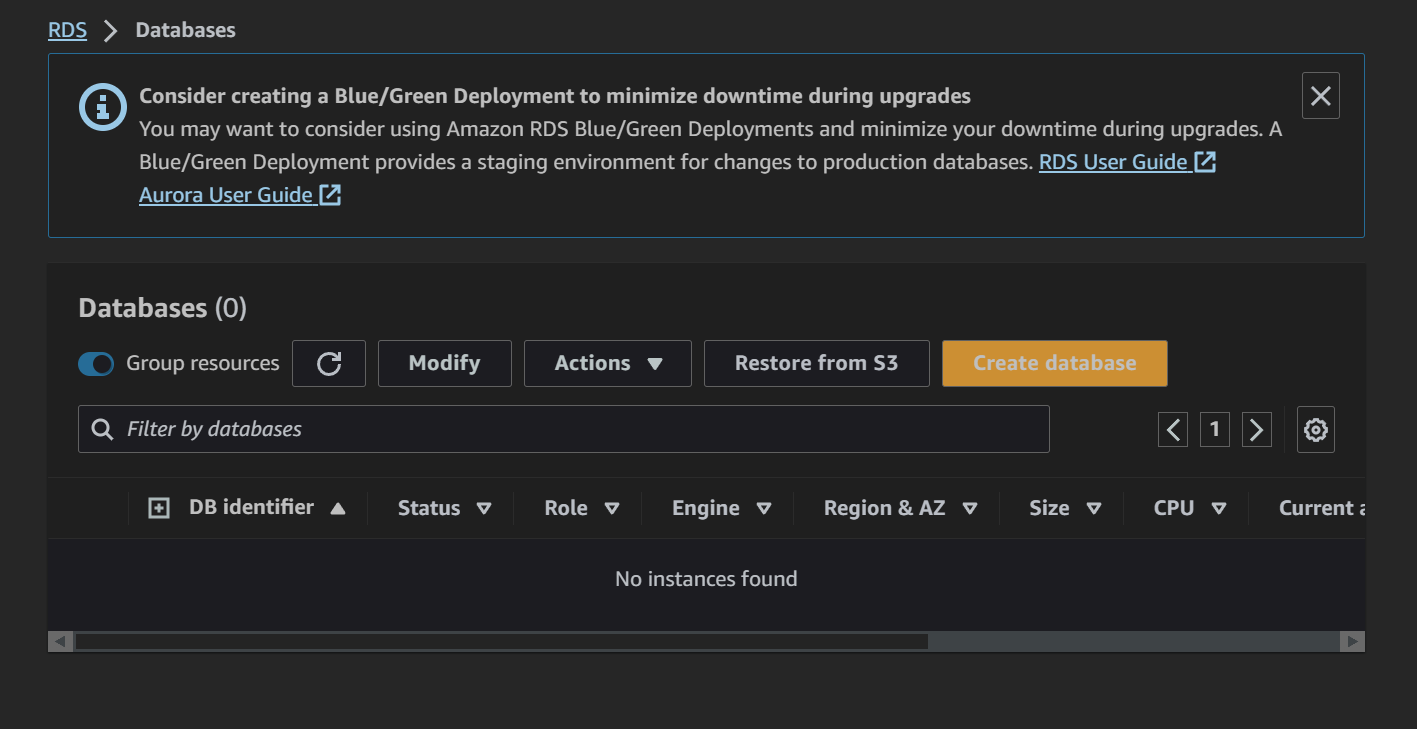 RDS > Databases
Consider creating a Blue/Green Deployment to minimize downtime during upgrades
You may want to consider using Amazon RDS Blue/Green Deployments and minimize your downtime during upgrades. A
Blue/Green Deployment provides a staging environment for changes to production databases. RDS User Guide
Aurora User Guide
Databases (0)
Group resources Modify Actions Restore from S3 Create database
Filter by databases 1
DB identifier Status Role Engine Region & AZ Size CPU Current a
No instances found